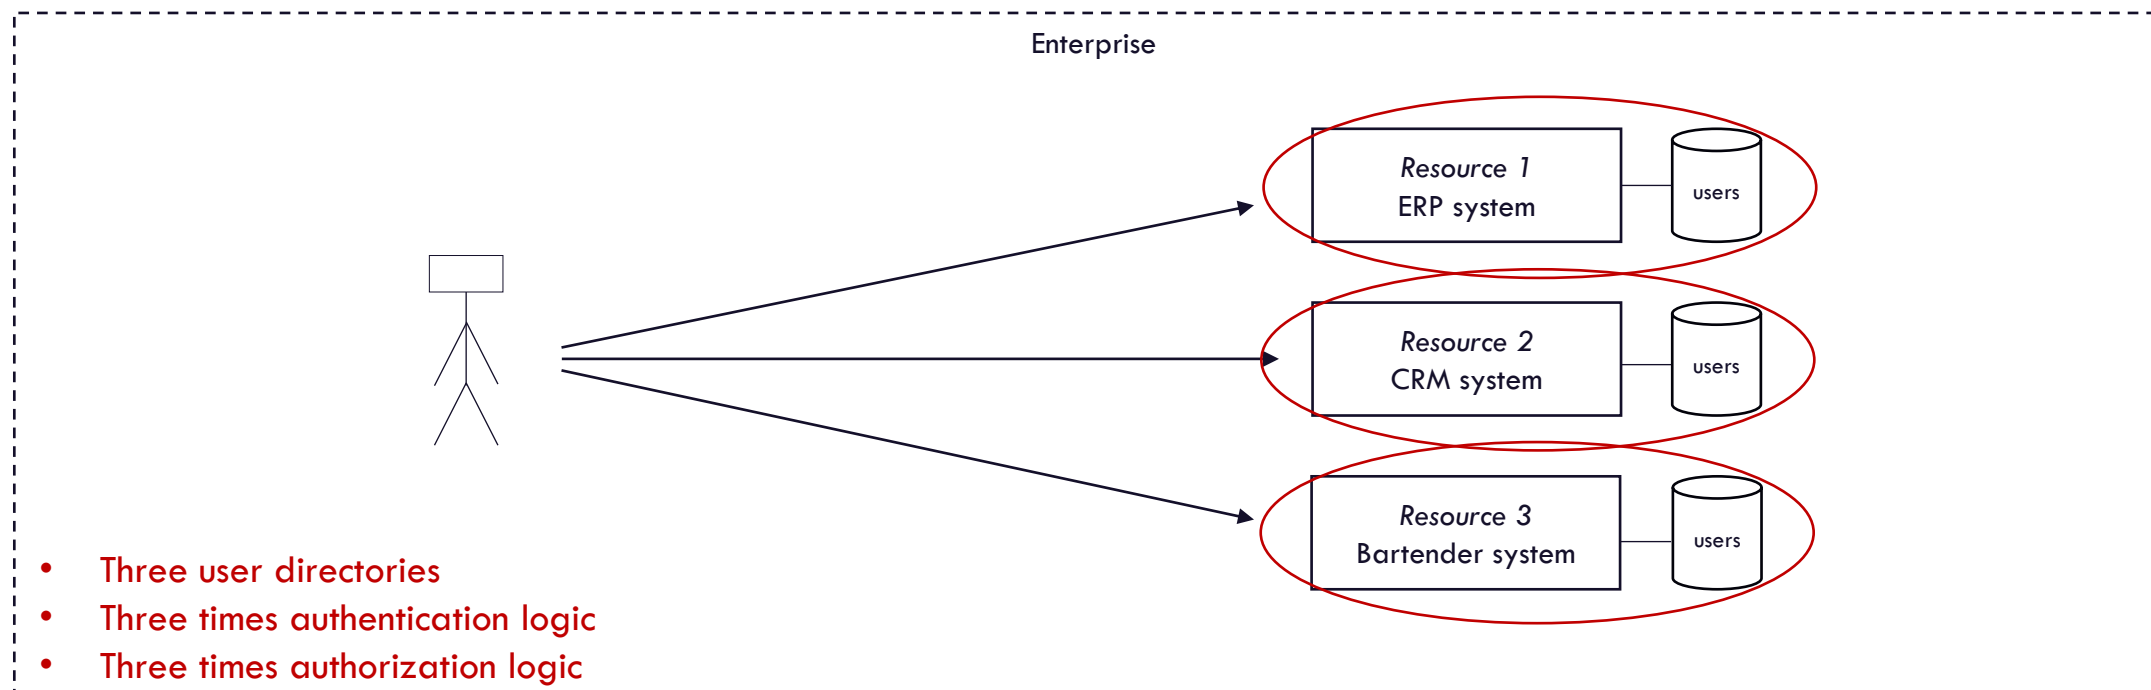 Enterprise
Resource 1
ERP system
users
Resource 2
CRM system
users
Resource 3
Bartender system
users
• Three user directories
• Three times authentication logic
• Three times authorization logic